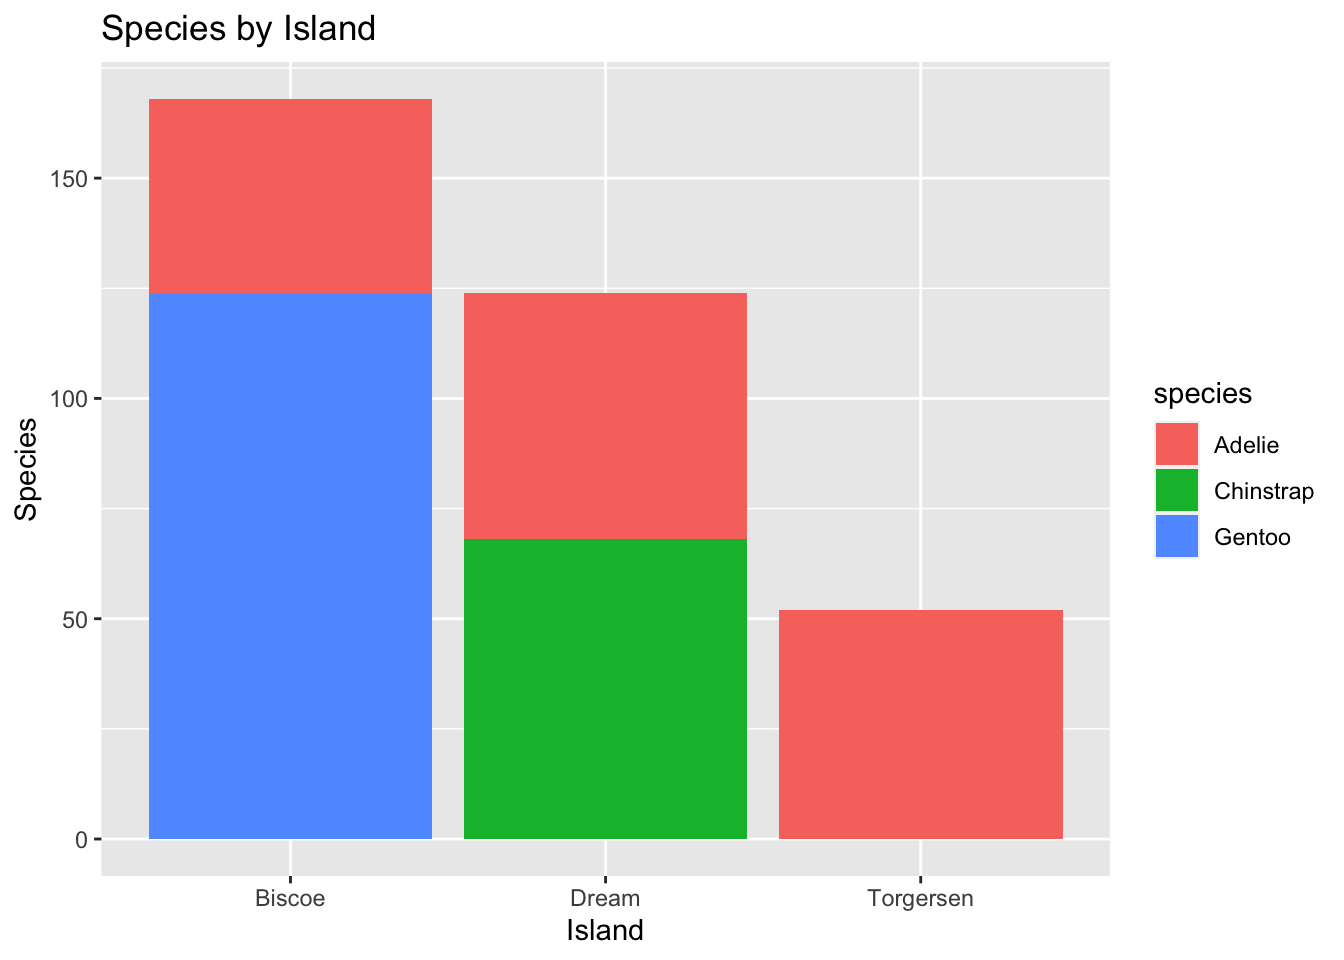 Species by Island
150
100
50
0
Species
Biscoe
Dream
Torgersen
Island
species
Adelie
Chinstrap
Gentoo